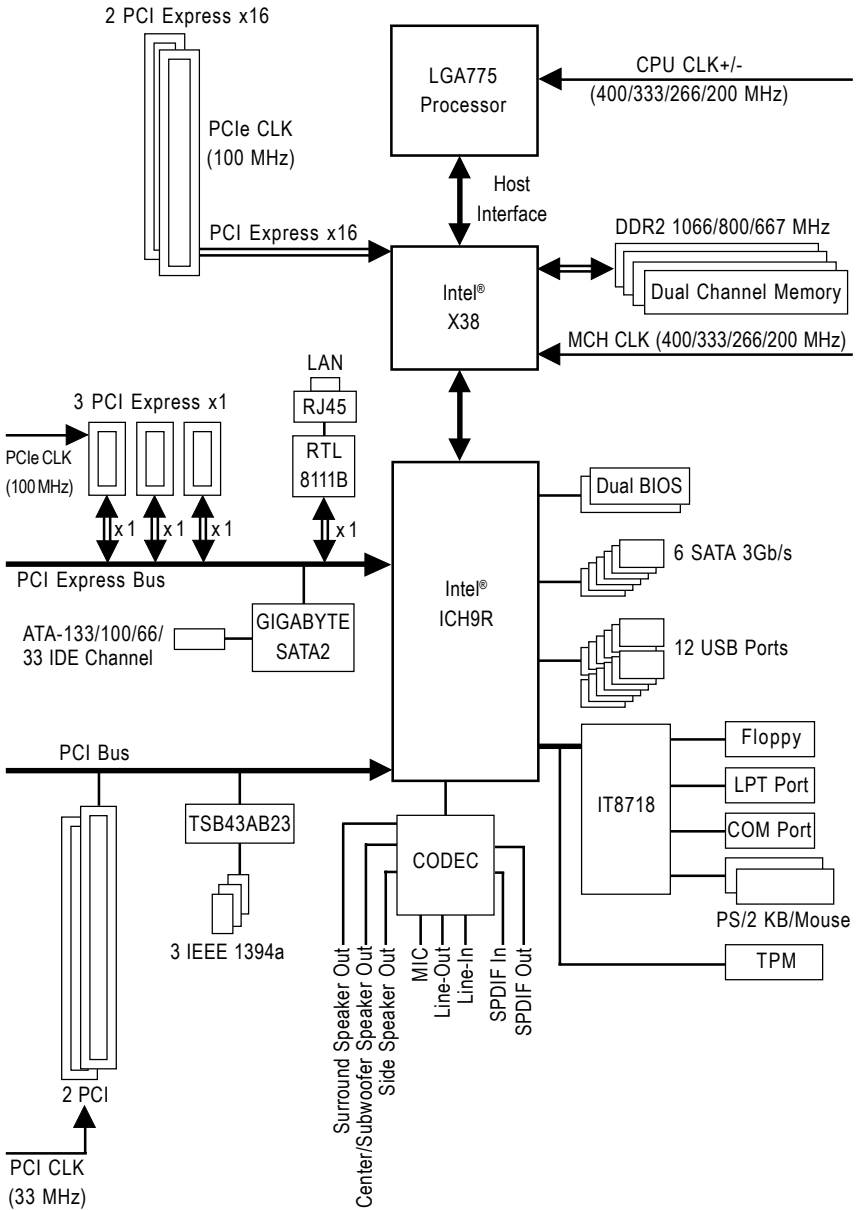 2 PCI Express x16
LGA775
Processor
CPU CLK+/-
(400/333/266/200 MHz)
PCIe CLK
(100 MHz)
Host
Interface
PCI Express x16
DDR2 1066/800/667 MHz
Dual Channel Memory
Intel®
X38
MCH CLK (400/333/266/200 MHz)
LAN
RJ45
3 PCI Express x1
RTL
8111B
PCIe CLK
(100 MHz)
x 1
x 1
x 1
x 1
Dual BIOS
6 SATA 3Gb/s
PCI Express Bus
Intel®
ICH9R
GIGABYTE
SATA2
ATA-133/100/66/
33 IDE Channel
12 USB Ports
PCI Bus
Floppy
LPT Port
IT8718
COM Port
PS/2 KB/Mouse
TPM
TSB43AB23
3 IEEE 1394a
CODEC
Surround Speaker Out
Center/Subwoofer Speaker Out
Side Speaker Out
MIC
Line-Out
Line-In
SPDIF In
SPDIF Out
2 PCI
PCI CLK
(33 MHz)